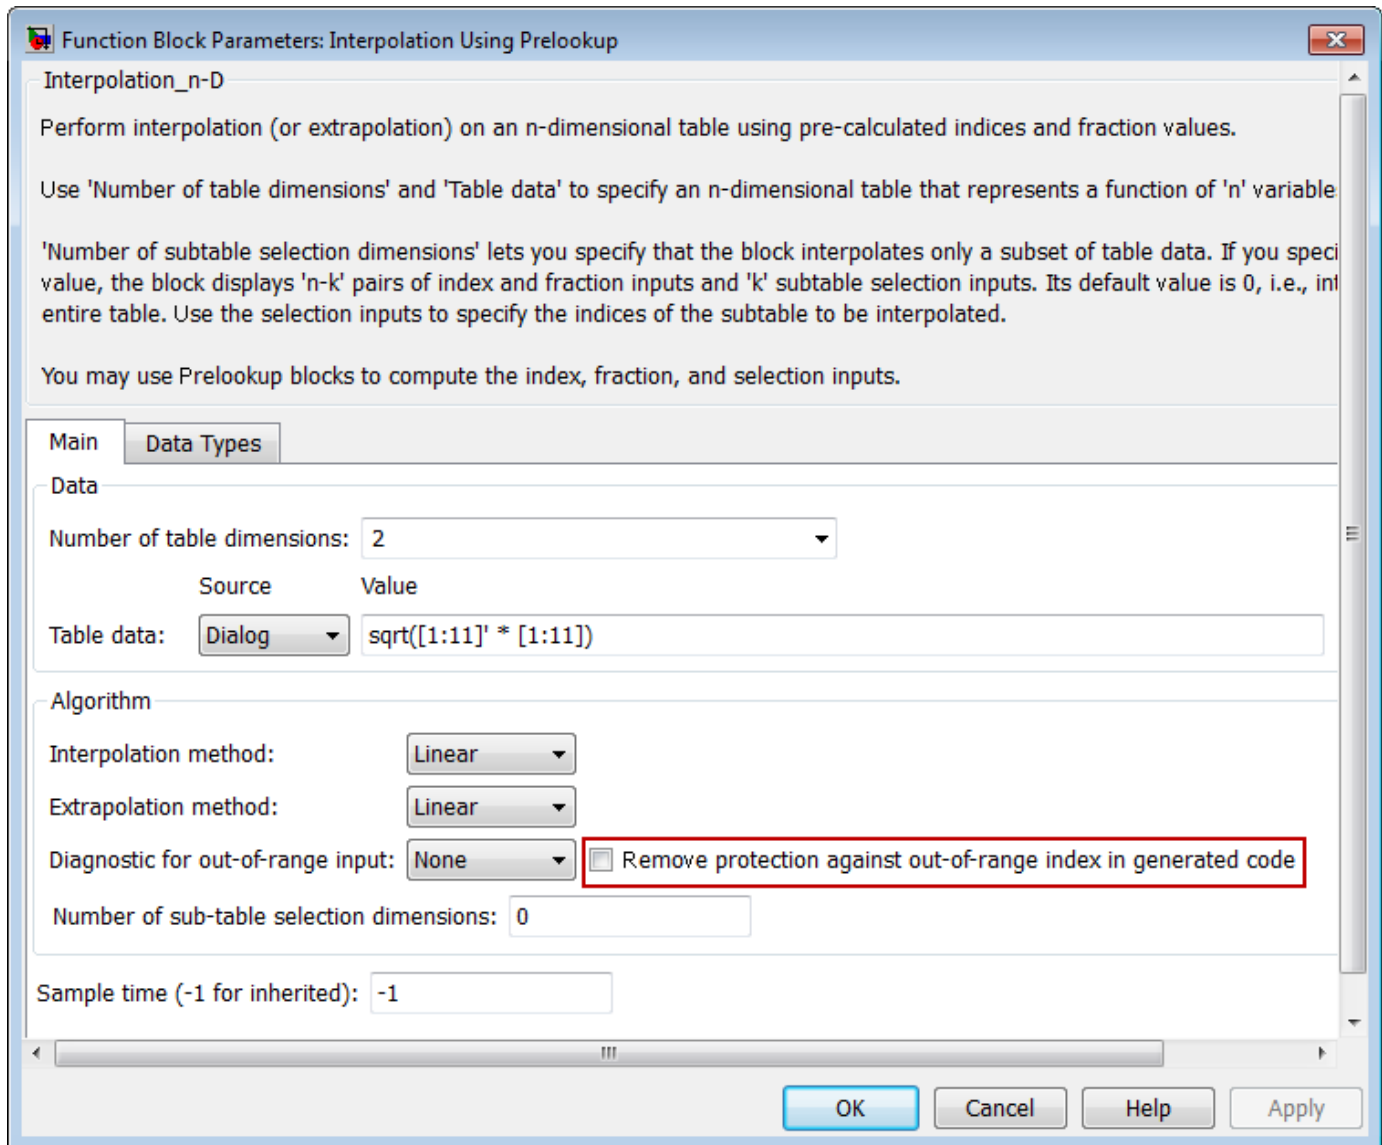 Function Block Parameters: Interpolation Using Prelookup
Interpolation_n-D
Perform interpolation (or extrapolation) on an n-dimensional table using pre-calculated indices and fraction values.
Use 'Number of table dimensions' and 'Table data' to specify an n-dimensional table that represents a function of 'n' variable
'Number of subtable selection dimensions' lets you specify that the block interpolates only a subset of table data. If you speci
value, the block displays 'n-k' pairs of index and fraction inputs and 'k' subtable selection inputs. Its default value is 0, i.e., int
entire table. Use the selection inputs to specify the indices of the subtable to be interpolated.
You may use Prelookup blocks to compute the index, fraction, and selection inputs.
Main Data Types
Data
Number of table dimensions: 2
Source Value
Table data: Dialog sqrt([1:11]' * [1:11])
Algorithm
Interpolation method: Linear
Extrapolation method: Linear
Diagnostic for out-of-range input: None Remove protection against out-of-range index in generated code
Number of sub-table selection dimensions: 0
Sample time (-1 for inherited): -1
OK Cancel Help Apply